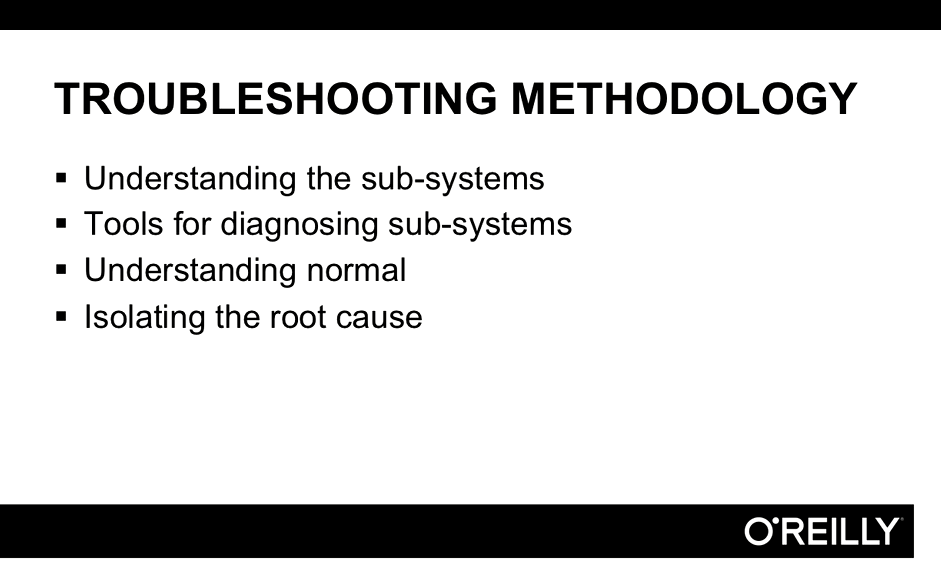 TROUBLESHOOTING METHODOLOGY
▪ Understanding the sub-systems
▪ Tools for diagnosing sub-systems
▪ Understanding normal
▪ Isolating the root cause
O'REILLY®